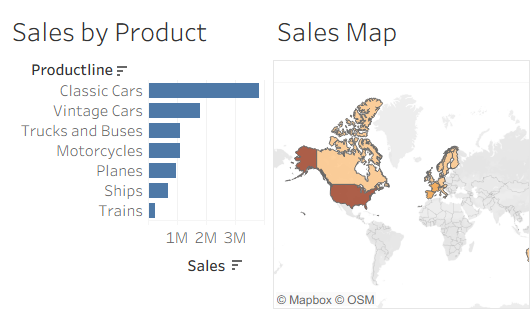 Sales by Product
Productline
Classic Cars
Vintage Cars
Trucks and Buses
Motorcycles
Planes
Ships
Trains
1M 2M 3M
Sales
Sales Map
© Mapbox © OSM